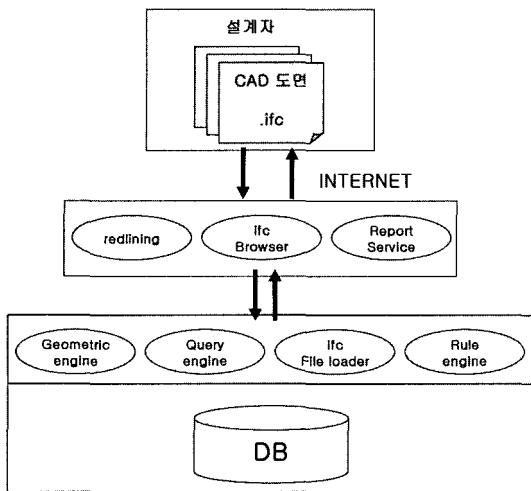 설계자
CAD 도면
.ifc
INTERNET
redlining
ifc
Browser
Report
Service
Geometric
engine
Query
engine
ifc
File loader
Rule
engine
DB